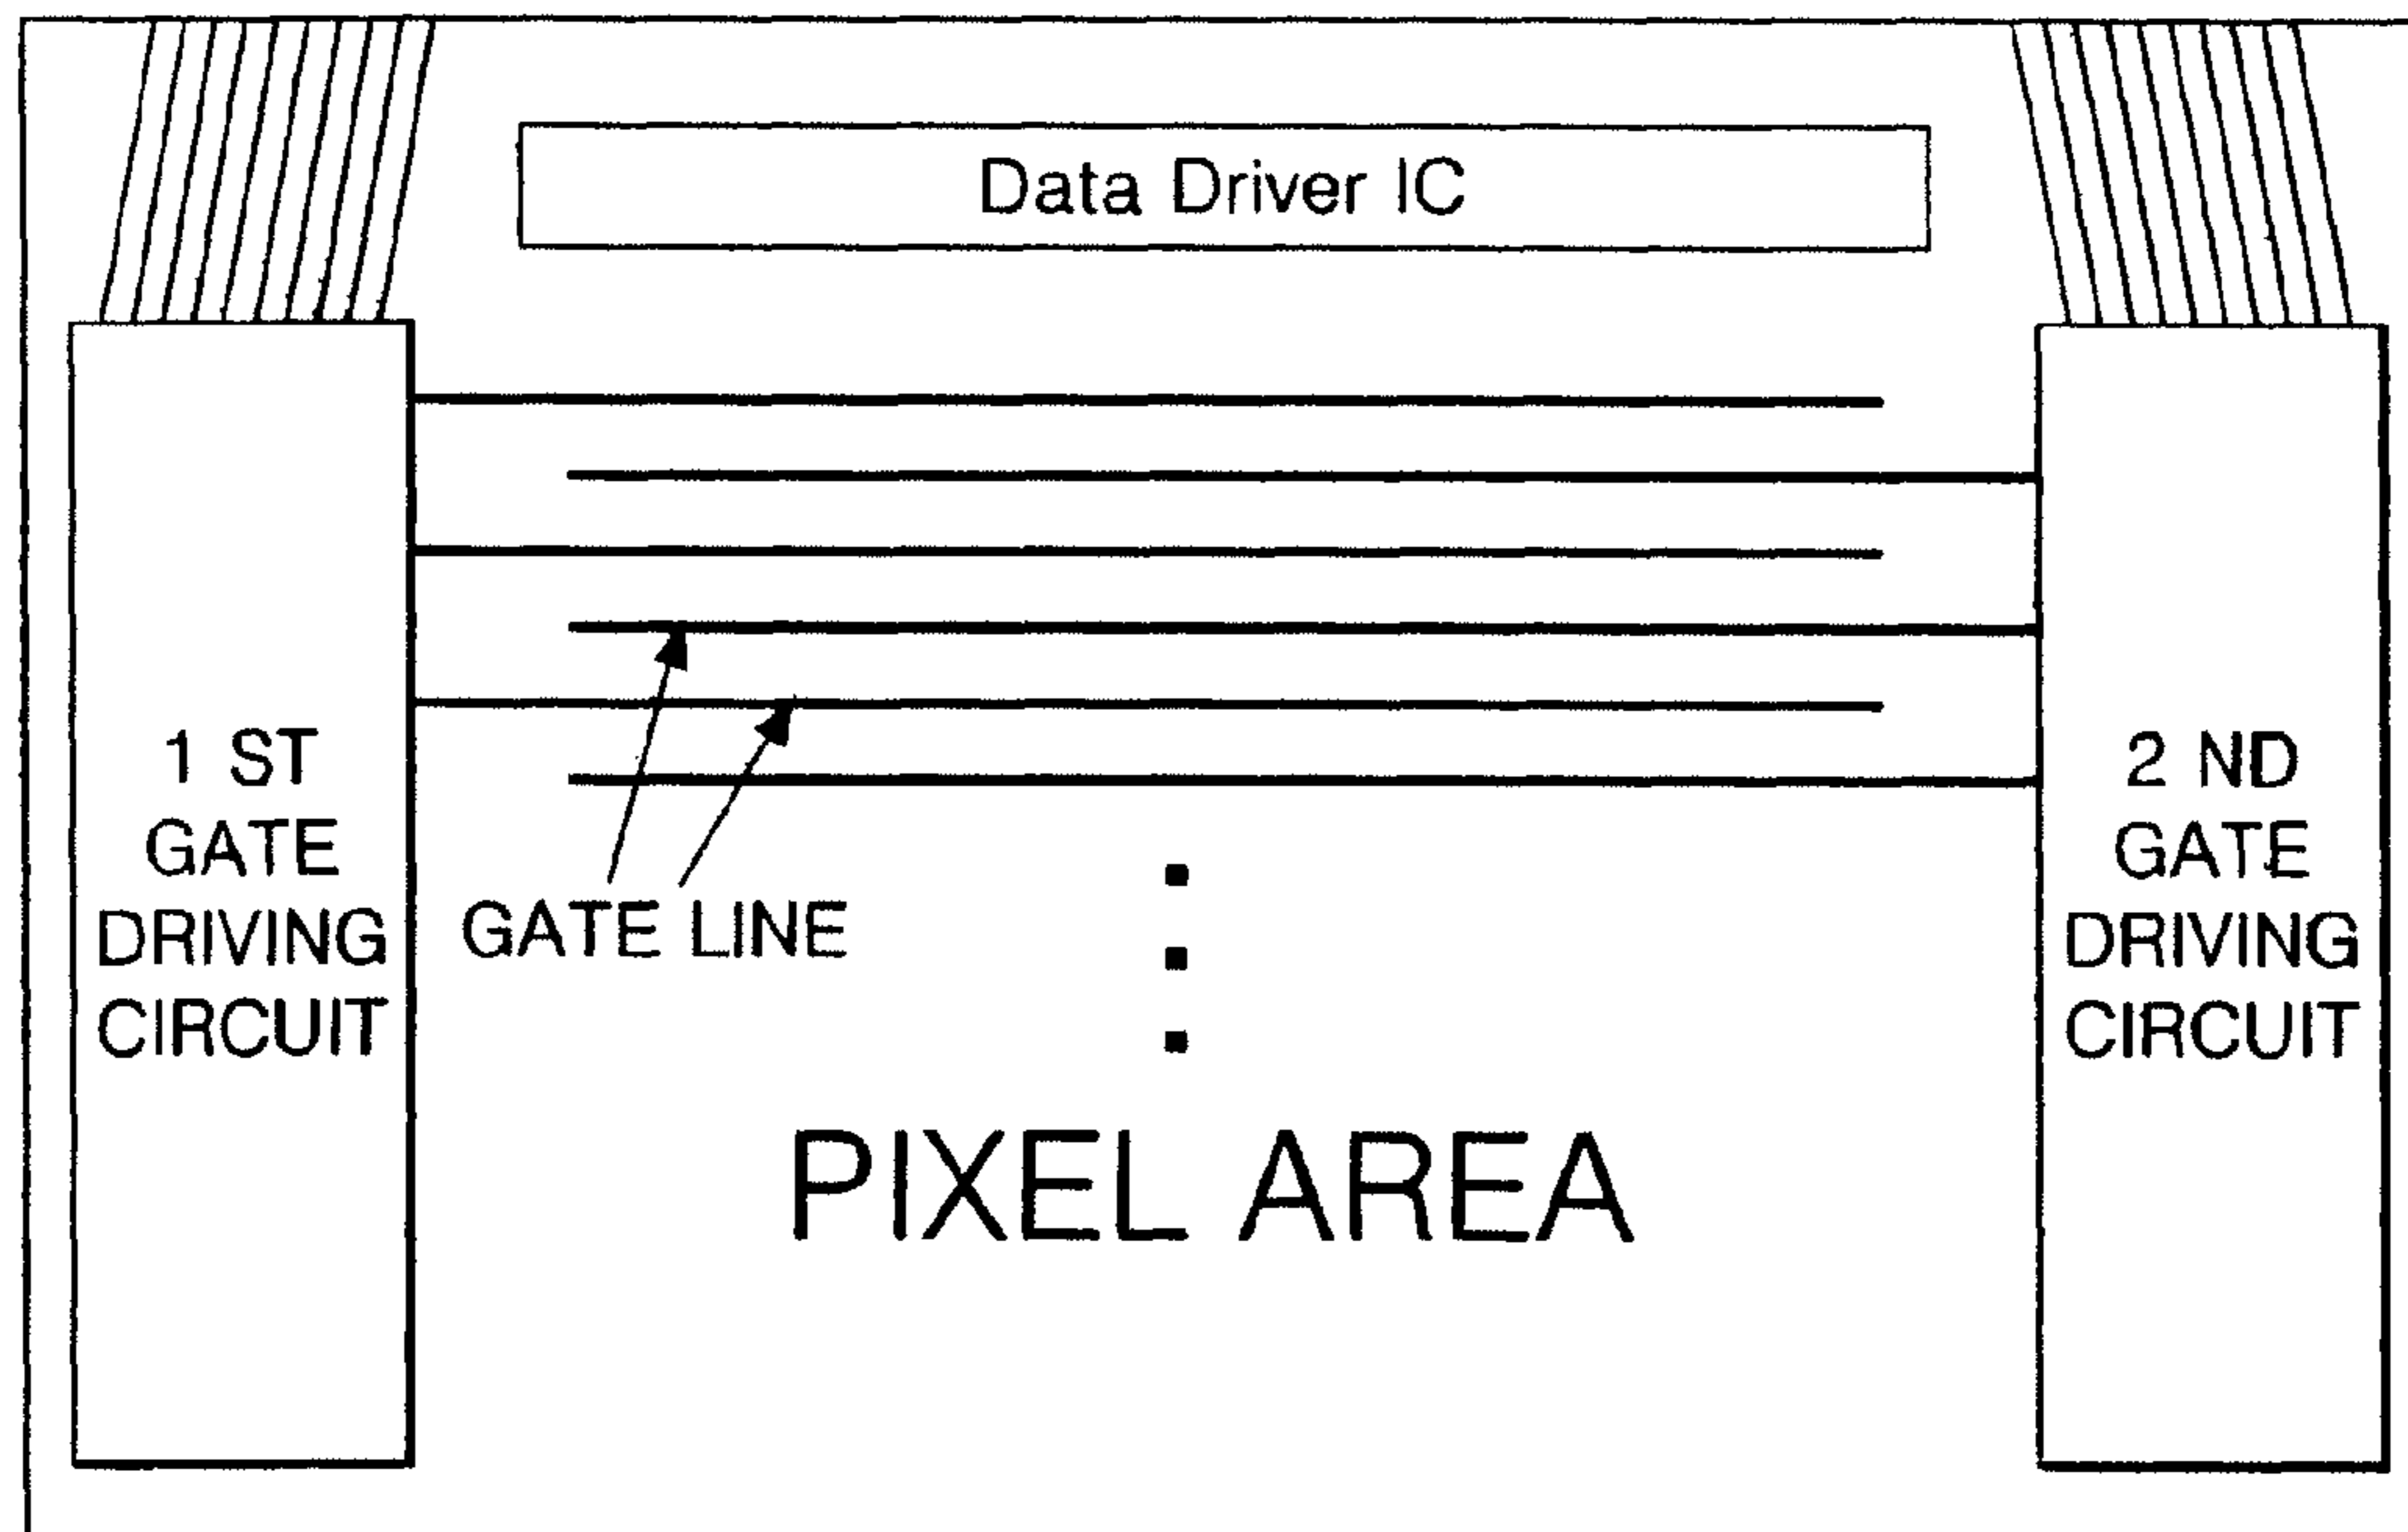 Data Driver IC
1 ST
GATE
DRIVING
CIRCUIT
GATE LINE
2 ND
GATE
DRIVING
CIRCUIT
PIXEL AREA